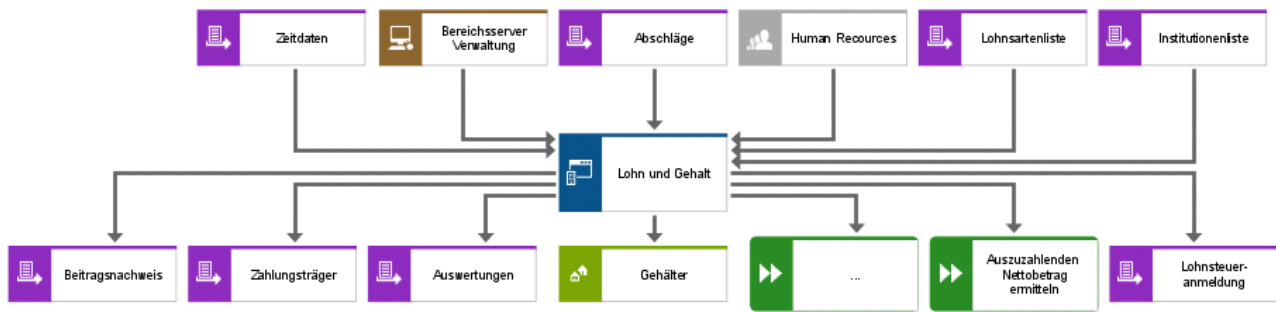 Zeitdaten
Bereichsserver
Verwaltung
Abschläge
Human Recources
Lohnsartenliste
Institutionenliste
Lohn und Gehalt
Beitragsnachweis
Zahlungsträger
Auswertungen
Gehälter
...
Auszuzahlenden
Nettobetrag
ermitteln
Lohnsteuer-
anmeldung